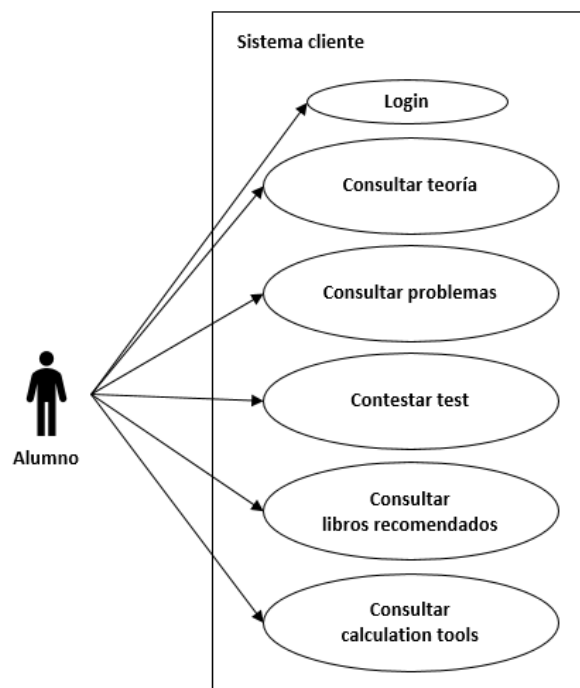 Sistema cliente
Login
Consultar teoría
Consultar problemas
Contestar test
Alumno
Consultar
libros recomendados
Consultar
calculation tools